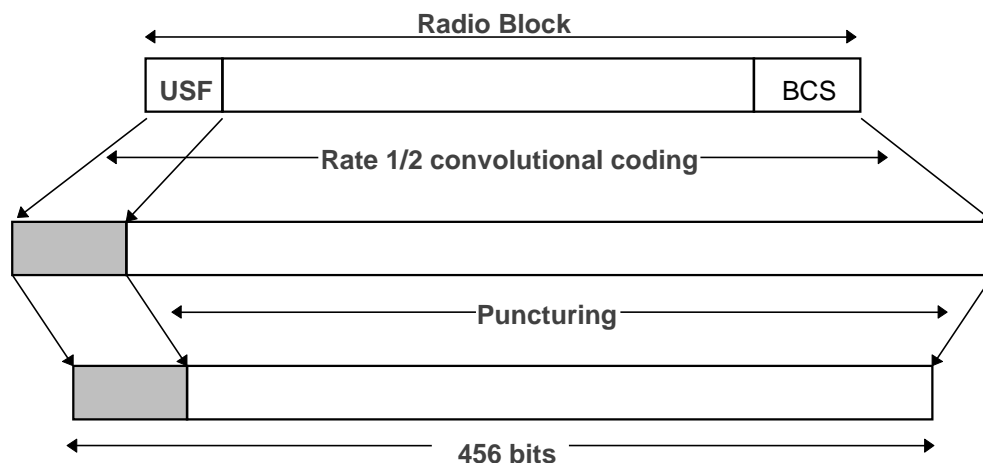 Radio Block
USF
BCS
Rate 1/2 convolutional coding
Puncturing
456 bits